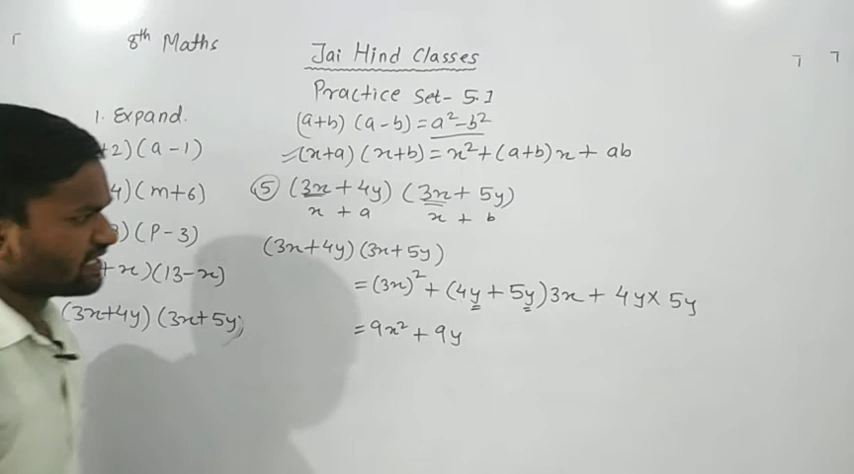 8th Maths
Jai Hind Classes
Practice Set- 5.1
1. Expand.
(a+b) (a-b) = a²-b²
+2) (a-1)
=(x+a) (x+b) = x²+(a+b)x+ ab
4) (m+6)
⑤ (3x+4y) (3x+5y)
x + a x + b
) (P-3)
(3x+4y) (3x+5y)
+x) (13-x)
= (3x)² + (4y+5y)3x + 4y× 5y
(3x+4y) (3x+5y)
= 9x² + 9y